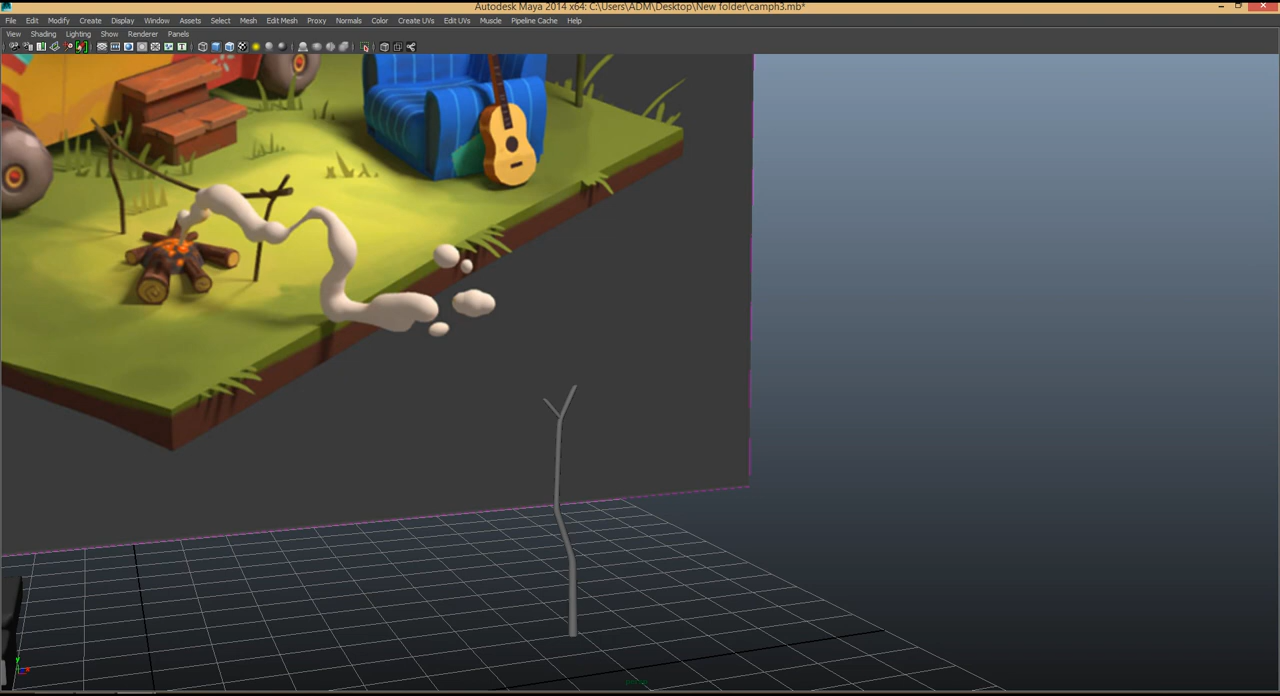 Autodesk Maya 2014 x64: C:\Users\ADM\Desktop\New folder\camph3.mb*
File Edit Modify Create Display Window Assets Select Mesh Edit Mesh Proxy Normals Color Create UVs Edit UVs Muscle Pipeline Cache Help
View Shading Lighting Show Renderer Panels
y
persp